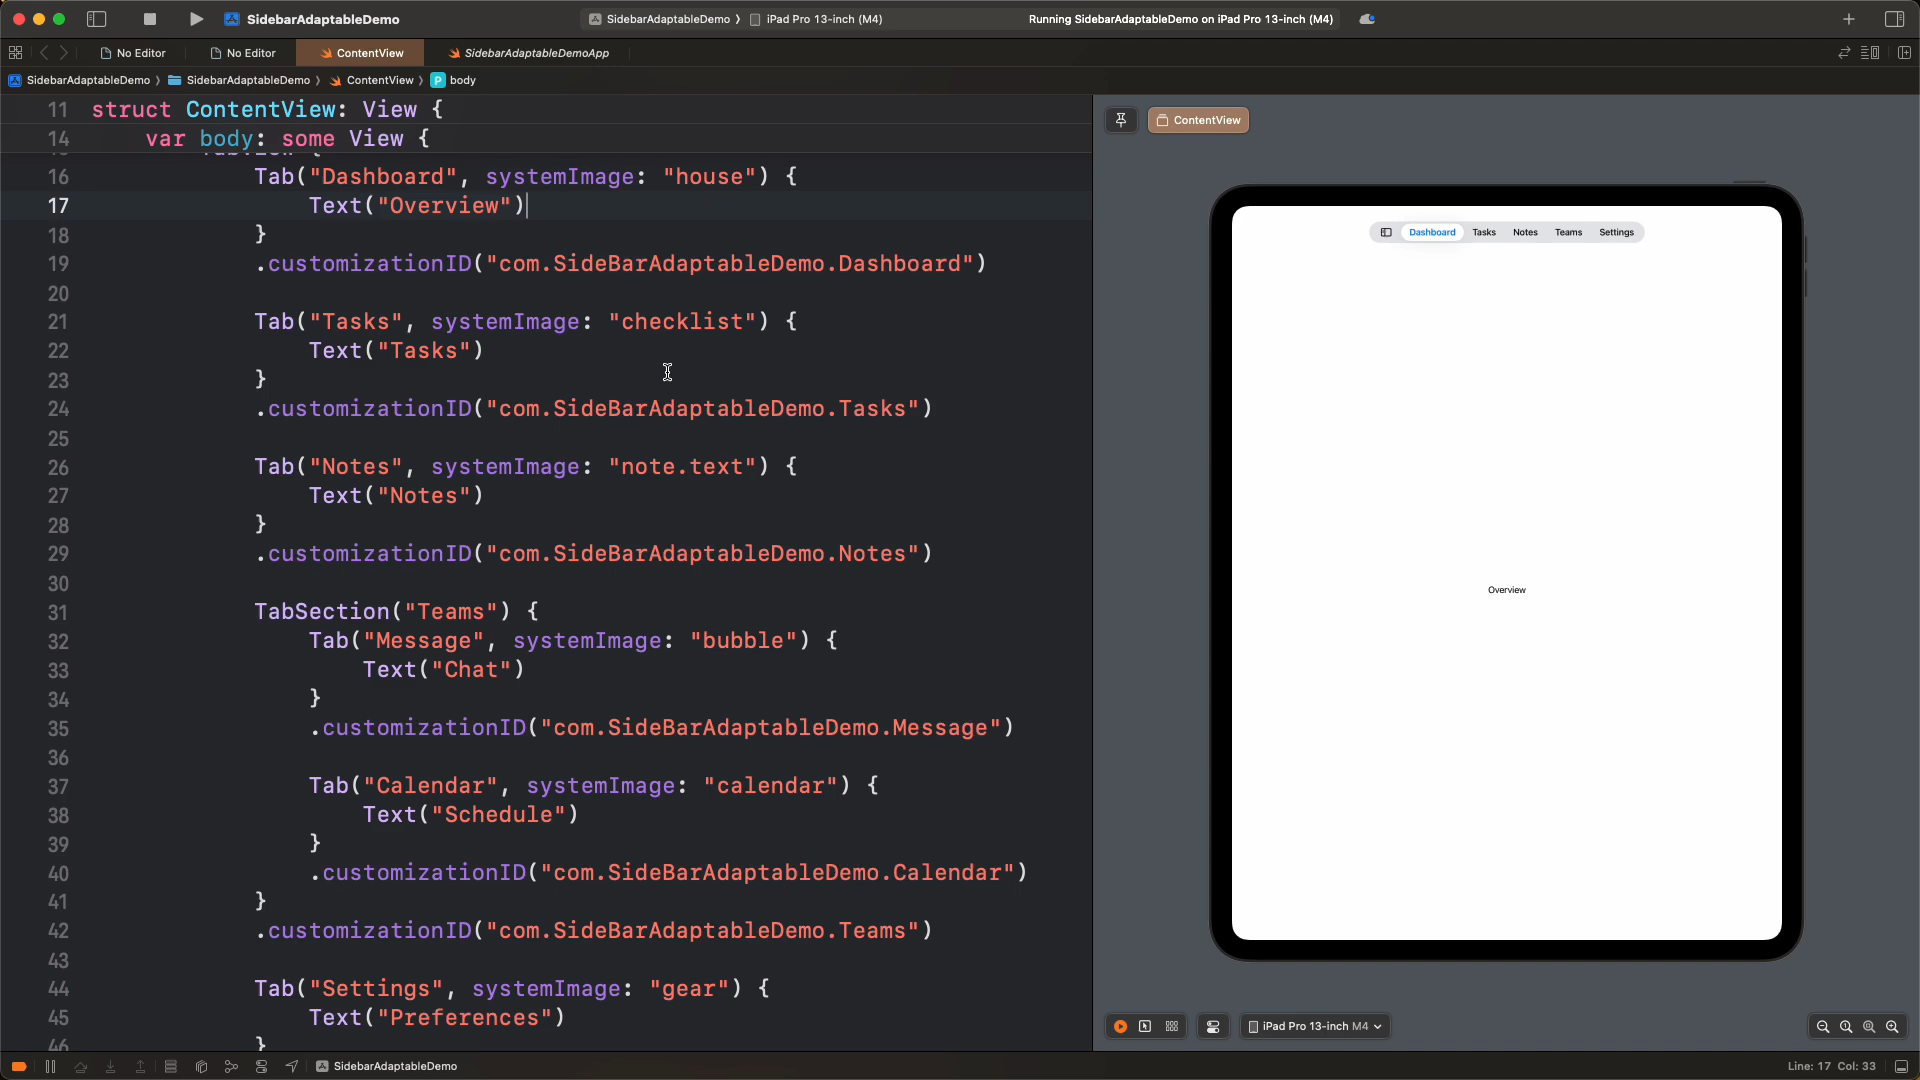 SidebarAdaptableDemo
SidebarAdaptableDemo
iPad Pro 13-inch (M4)
Running SidebarAdaptableDemo on iPad Pro 13-inch (M4)
No Editor
No Editor
ContentView
SidebarAdaptableDemoApp
SidebarAdaptableDemo
SidebarAdaptableDemo
ContentView
P
body
11 struct ContentView: View {
14 var body: some View {
16 Tab("Dashboard", systemImage: "house") {
17 Text("Overview")
18 }
19 .customizationID("com.SideBarAdaptableDemo.Dashboard")
20
21 Tab("Tasks", systemImage: "checklist") {
22 Text("Tasks")
23 }
24 .customizationID("com.SideBarAdaptableDemo.Tasks")
25
26 Tab("Notes", systemImage: "note.text") {
27 Text("Notes")
28 }
29 .customizationID("com.SideBarAdaptableDemo.Notes")
30
31 TabSection("Teams") {
32 Tab("Message", systemImage: "bubble") {
33 Text("Chat")
34 }
35 .customizationID("com.SideBarAdaptableDemo.Message")
36
37 Tab("Calendar", systemImage: "calendar") {
38 Text("Schedule")
39 }
40 .customizationID("com.SideBarAdaptableDemo.Calendar")
41 }
42 .customizationID("com.SideBarAdaptableDemo.Teams")
43
44 Tab("Settings", systemImage: "gear") {
45 Text("Preferences")
46 }
ContentView
Dashboard
Tasks
Notes
Teams
Settings
Overview
iPad Pro 13-inch M4
SidebarAdaptableDemo
Line: 17 Col: 33